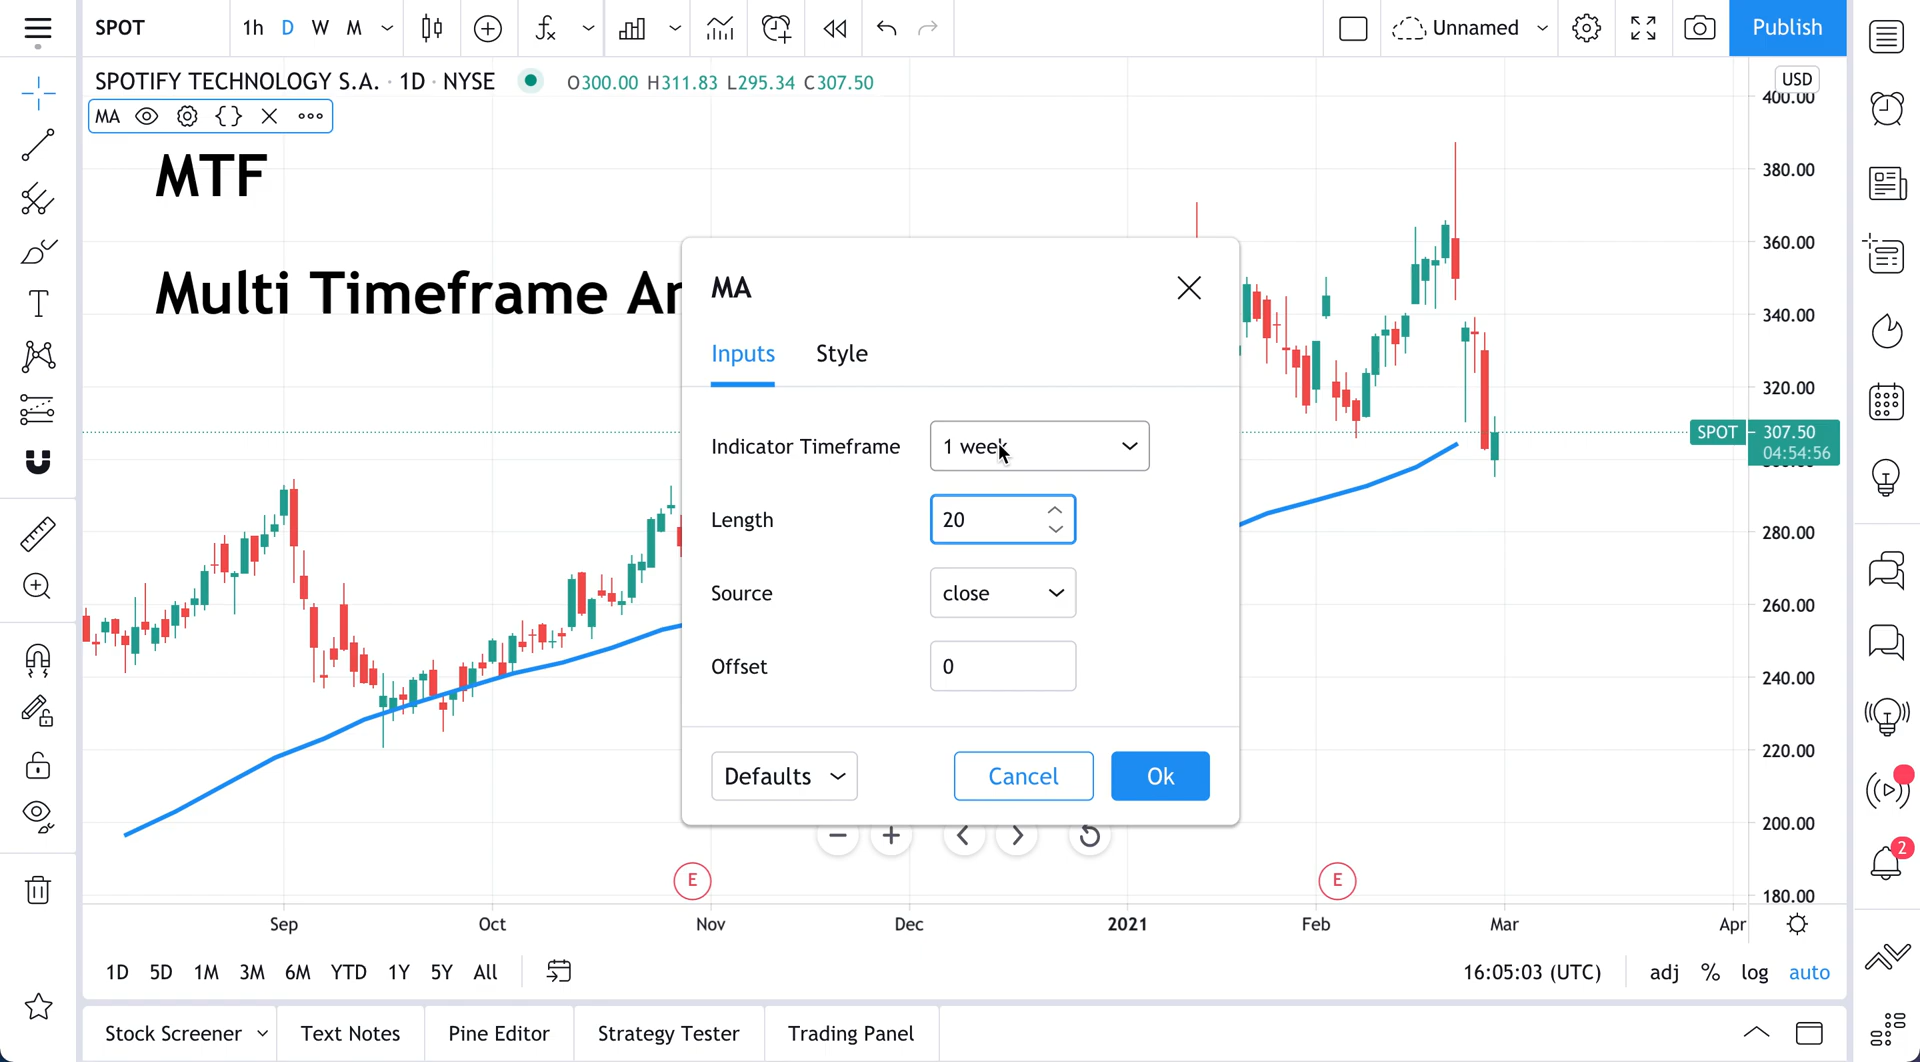 SPOT
1h D W M
Unnamed
Publish
SPOTIFY TECHNOLOGY S.A. · 1D · NYSE
O300.00 H311.83 L295.34 C307.50
USD
MA
MTF
Multi Timeframe
MA
Inputs Style
Indicator Timeframe 1 week
Length 20
Source close
Offset 0
Defaults Cancel Ok
400.00
380.00
360.00
340.00
320.00
SPOT 307.50
04:54:56
280.00
260.00
240.00
220.00
200.00
180.00
E E
Sep Oct Nov Dec 2021 Feb Mar Apr
1D 5D 1M 3M 6M YTD 1Y 5Y All
16:05:03 (UTC) adj % log auto
Stock Screener Text Notes Pine Editor Strategy Tester Trading Panel
2